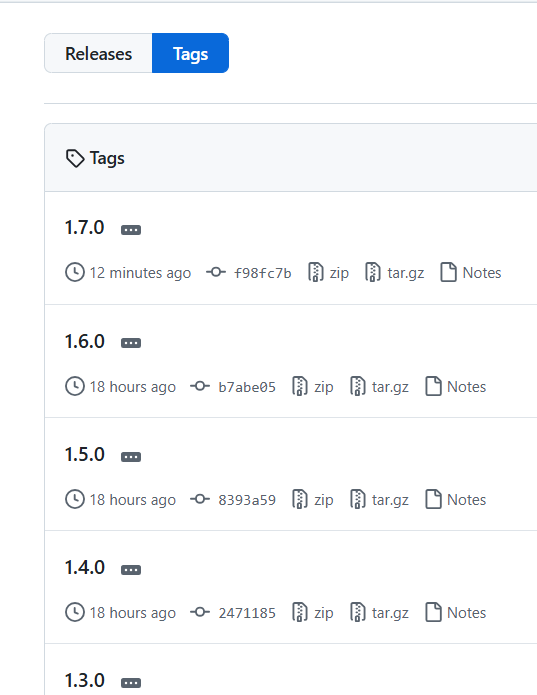 Releases Tags
Tags
1.7.0
12 minutes ago f98fc7b zip tar.gz Notes
1.6.0
18 hours ago b7abe05 zip tar.gz Notes
1.5.0
18 hours ago 8393a59 zip tar.gz Notes
1.4.0
18 hours ago 2471185 zip tar.gz Notes
1.3.0